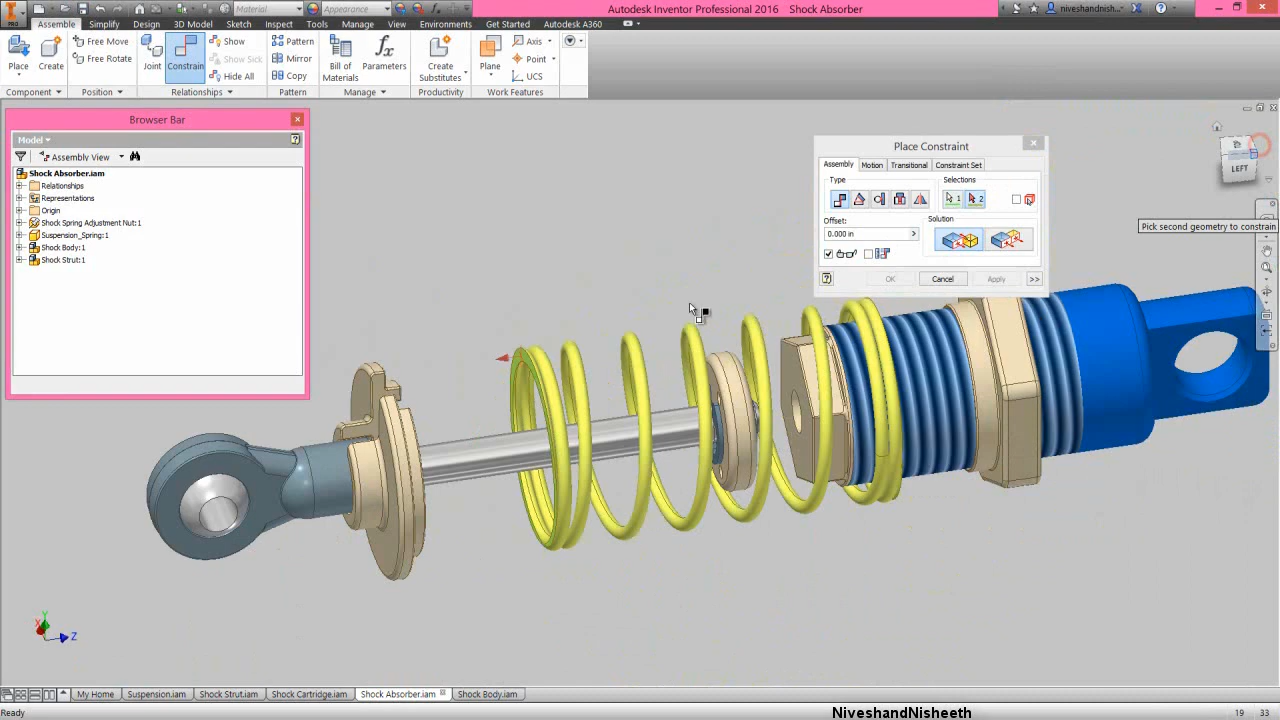 Autodesk Inventor Professional 2016 Shock Absorber
niveshandnish...
Material
Appearance
PRO
Assemble Simplify Design 3D Model Sketch Inspect Tools Manage View Environments Get Started Autodesk A360
Place
Create
Free Move
Free Rotate
Joint
Constrain
Show
Show Sick
Hide All
Pattern
Mirror
Copy
Bill of Materials
Parameters
Create Substitutes
Plane
Axis
Point
UCS
Component Position Relationships Pattern Manage Productivity Work Features
Browser Bar
Model
Assembly View
Shock Absorber.iam
Relationships
Representations
Origin
Shock Spring Adjustment Nut:1
Suspension_Spring:1
Shock Body:1
Shock Strut:1
Place Constraint
Assembly Motion Transitional Constraint Set
Type
Selections
1 2
Offset:
0.000 in
Solution
OK Cancel Apply >>
LEFT
Pick second geometry to constrain
X Y Z
My Home Suspension.iam Shock Strut.iam Shock Cartridge.iam Shock Absorber.iam Shock Body.iam
Ready
NiveshandNisheeth
19 33